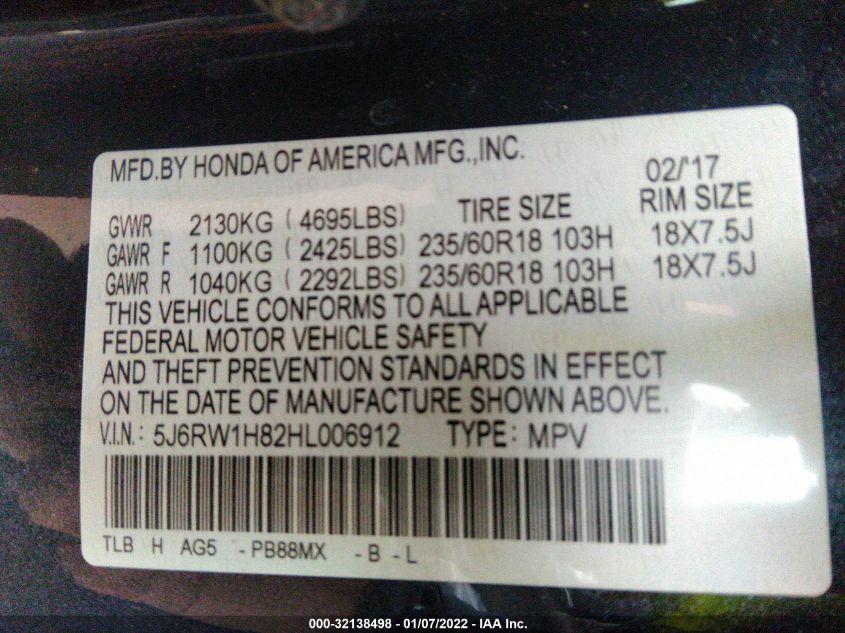 MFD.BY HONDA OF AMERICA MFG.,INC. 02/'17
GVWR 2130KG ( 4695LBS) TIRE SIZE RIM SIZE
GAWR F 1100KG ( 2425LBS) 235/60R18 103H 18X7.5J
GAWR R 1040KG ( 2292LBS) 235/60R18 103H 18X7.5J
THIS VEHICLE CONFORMS TO ALL APPLICABLE
FEDERAL MOTOR VEHICLE SAFETY
AND THEFT PREVENTION STANDARDS IN EFFECT
ON THE DATE OF MANUFACTURE SHOWN ABOVE.
V.I.N.: 5J6RW1H82HL006912 TYPE: MPV
TLB H AG5 -PB88MX -B -L
000-32138498 - 01/07/2022 - IAA Inc.